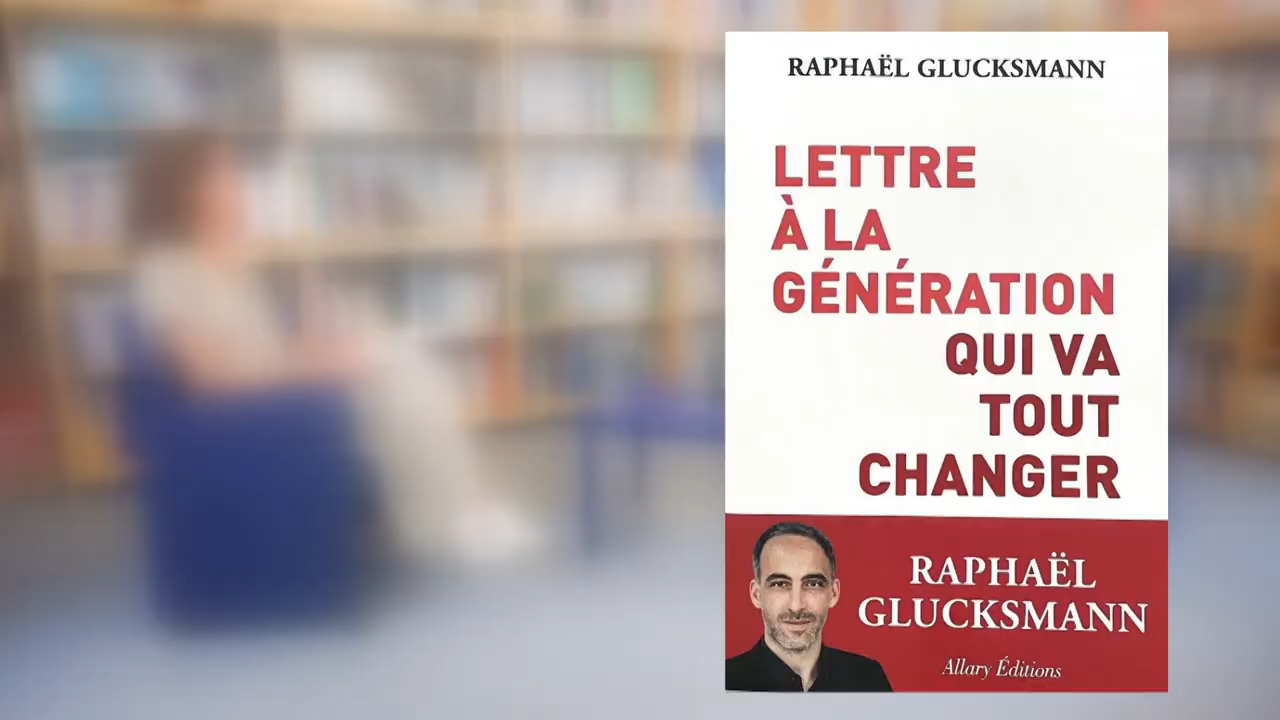 RAPHAËL GLUCKSMANN
LETTRE
À LA
GÉNÉRATION
QUI VA
TOUT
CHANGER
RAPHAËL
GLUCKSMANN
Allary Éditions